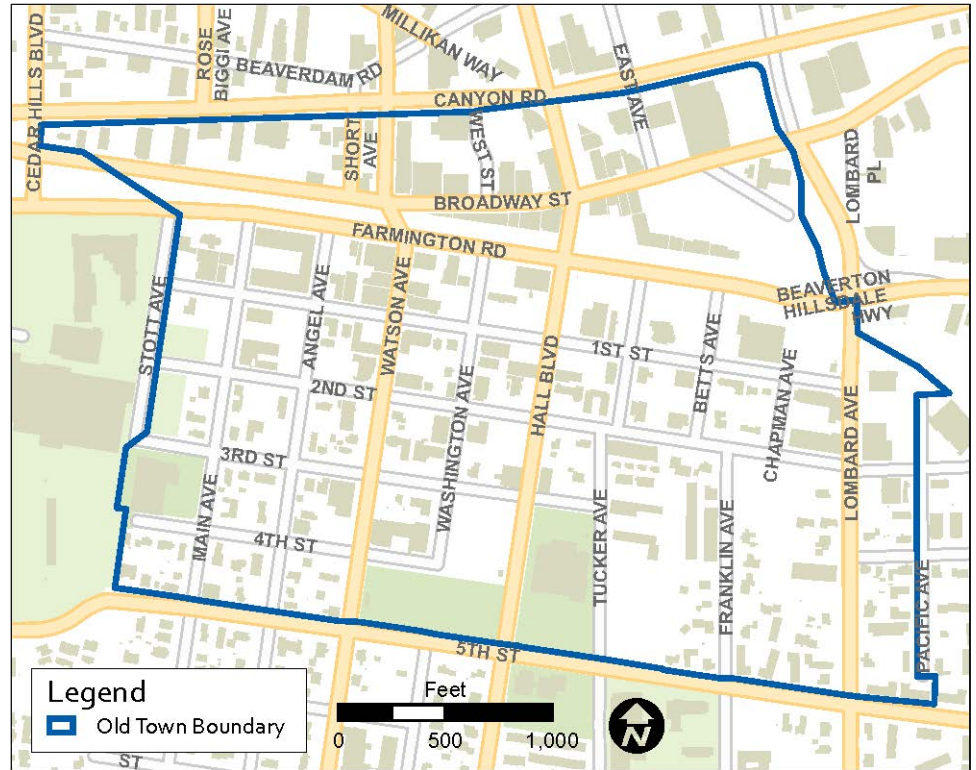 CEDAR HILLS BLVD
ROSE
BIGGI AVE
BEAVERDAM RD
MILLIKAN WAY
EAST AVE
CANYON RD
SHORT
AVE
WEST ST
BROADWAY ST
LOMBARD
PL
FARMINGTON RD
BEAVERTON
HILLSDALE
HWY
STOTT AVE
ANGEL AVE
WATSON AVE
WASHINGTON AVE
HALL BLVD
1ST ST
BETTS AVE
CHAPMAN AVE
LOMBARD AVE
2ND ST
3RD ST
MAIN AVE
4TH ST
TUCKER AVE
FRANKLIN AVE
PACIFIC AVE
5TH ST
Legend
Old Town Boundary
Feet
0 500 1,000
N
ST